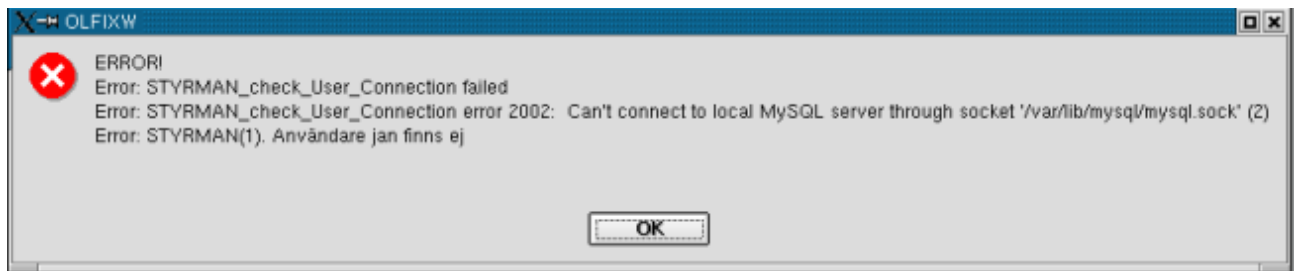 OLFIXW
ERROR!
Error: STYRMAN_check_User_Connection failed
Error: STYRMAN_check_User_Connection error 2002:  Can't connect to local MySQL server through socket '/var/lib/mysql/mysql.sock' (2)
Error: STYRMAN(1). Användare jan finns ej
OK